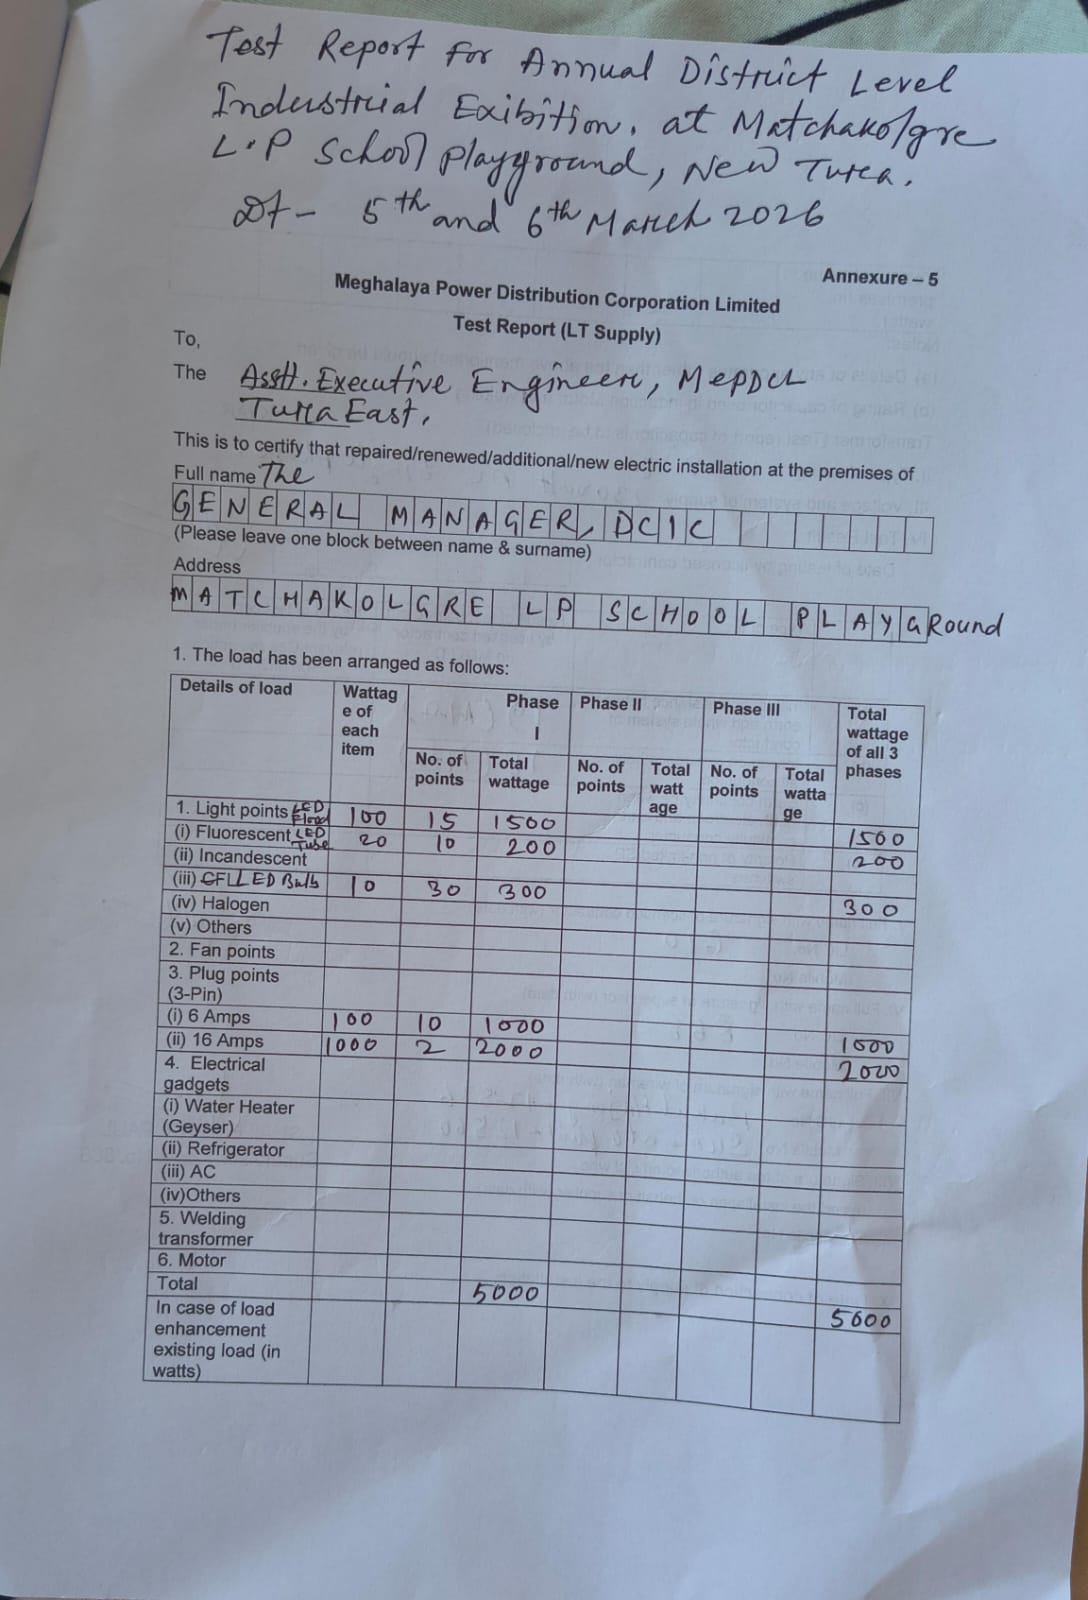 Test Report for Annual District Level
Industrial Exibition, at Matchakolgre
L.P School playground, New Tura.
Dt - 5th and 6th March 2026
Annexure – 5
Meghalaya Power Distribution Corporation Limited
Test Report (LT Supply)
To,
The Asstt. Executive Engineer, MePDCL
Tura East,
This is to certify that repaired/renewed/additional/new electric installation at the premises of
Full name The
GENERAL MANAGER, DCIC
(Please leave one block between name & surname)
Address
MATCHAKOLGRE LP SCHOOL PLAYGRound
1. The load has been arranged as follows:
Details of load Wattag e of each item Phase I Phase II Phase III Total wattage of all 3 phases
No. of points Total wattage No. of points Total watt age No. of points Total watta ge
1. Light points LED Flood 100 15 1500 1500
(i) Fluorescent LED Tube 20 10 200 200
(ii) Incandescent
(iii) CFL LED Bulb 10 30 300 300
(iv) Halogen
(v) Others
2. Fan points
3. Plug points
(3-Pin)
(i) 6 Amps 100 10 1000 1000
(ii) 16 Amps 1000 2 2000 2000
4. Electrical
gadgets
(i) Water Heater
(Geyser)
(ii) Refrigerator
(iii) AC
(iv)Others
5. Welding
transformer
6. Motor
Total 5000 5000
In case of load
enhancement
existing load (in
watts)